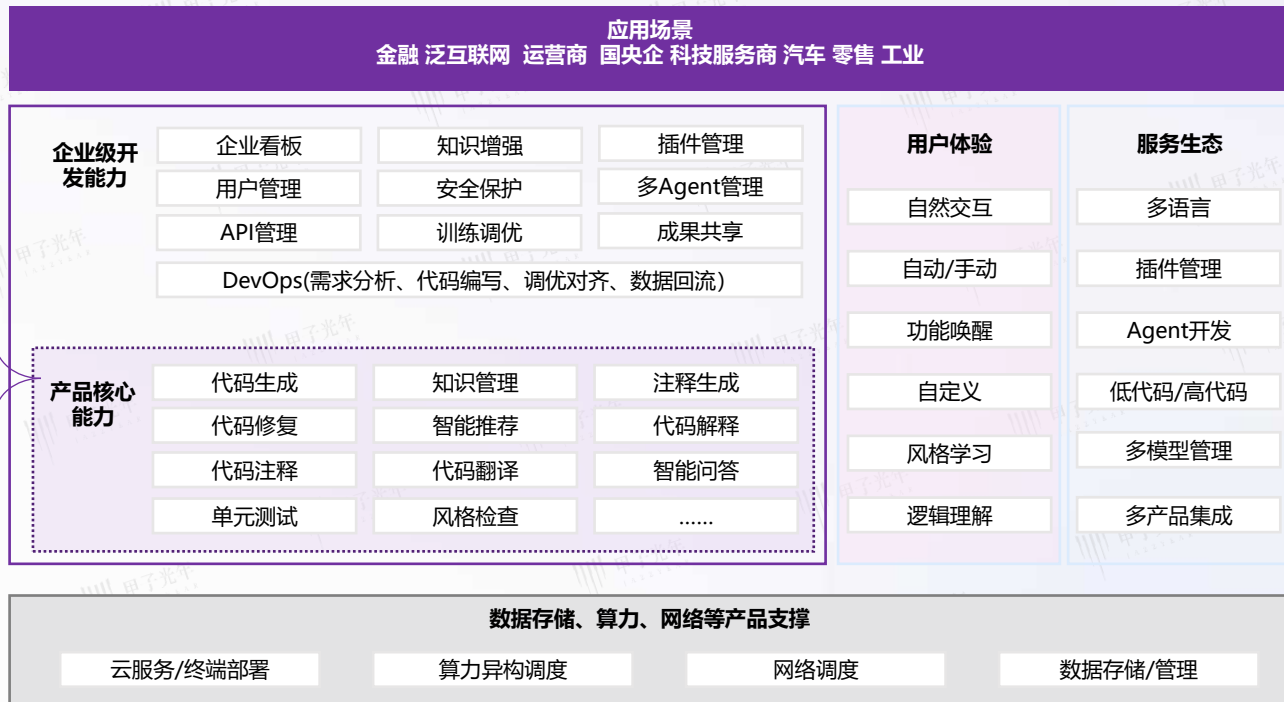 应用场景
金融 泛互联网 运营商 国央企 科技服务商 汽车 零售 工业
企业级开
发能力
企业看板
知识增强
插件管理
用户管理
安全保护
多Agent管理
API管理
训练调优
成果共享
DevOps(需求分析、代码编写、调优对齐、数据回流）
产品核心
能力
代码生成
知识管理
注释生成
代码修复
智能推荐
代码解释
代码注释
代码翻译
智能问答
单元测试
风格检查
......
用户体验
自然交互
自动/手动
功能唤醒
自定义
风格学习
逻辑理解
服务生态
多语言
插件管理
Agent开发
低代码/高代码
多模型管理
多产品集成
数据存储、算力、网络等产品支撑
云服务/终端部署
算力异构调度
网络调度
数据存储/管理
甲子光年